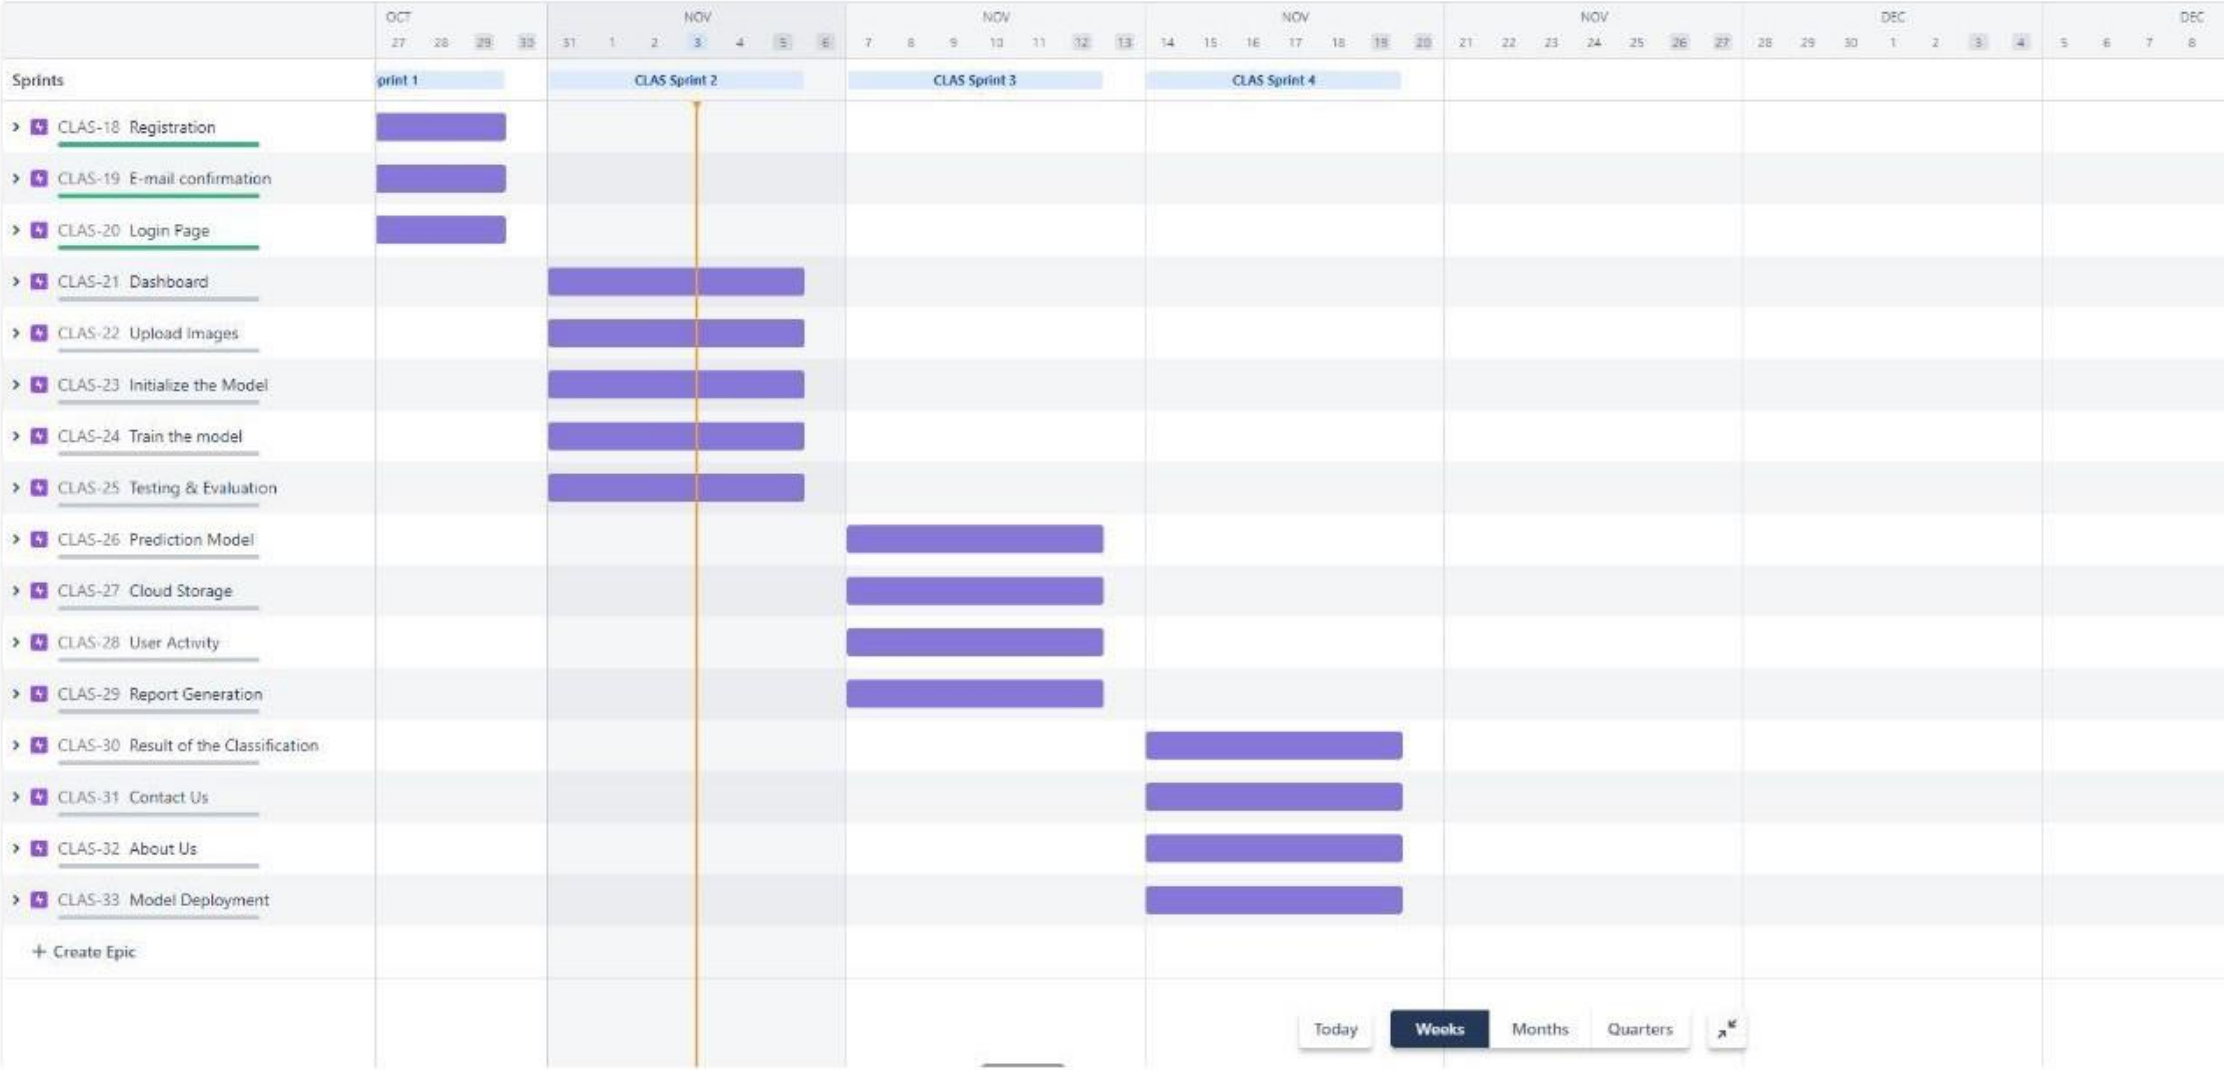 OCT NOV NOV NOV NOV DEC DEC
27 28 29 30 31 1 2 3 4 5 6 7 8 9 10 11 12 13 14 15 16 17 18 19 20 21 22 23 24 25 26 27 28 29 30 1 2 3 4 5 6 7 8
Sprints print 1 CLAS Sprint 2 CLAS Sprint 3 CLAS Sprint 4
CLAS-18 Registration
CLAS-19 E-mail confirmation
CLAS-20 Login Page
CLAS-21 Dashboard
CLAS-22 Upload Images
CLAS-23 Initialize the Model
CLAS-24 Train the model
CLAS-25 Testing & Evaluation
CLAS-26 Prediction Model
CLAS-27 Cloud Storage
CLAS-28 User Activity
CLAS-29 Report Generation
CLAS-30 Result of the Classification
CLAS-31 Contact Us
CLAS-32 About Us
CLAS-33 Model Deployment
+ Create Epic
Today Weeks Months Quarters